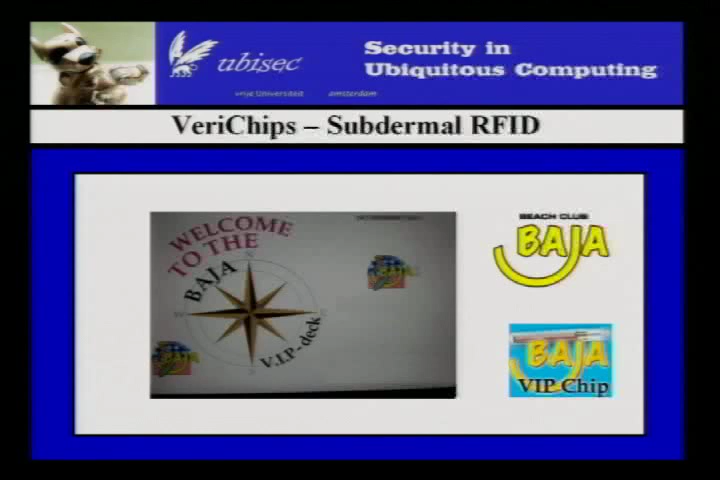 ubisec
vrije Universiteit amsterdam
Security in
Ubiquitous Computing
VeriChips – Subdermal RFID
WELCOME
TO THE
BAJA
N
W
E
S
V.I.P-deck
BAJA
BEACH CLUB
BAJA
BAJA
VIP Chip